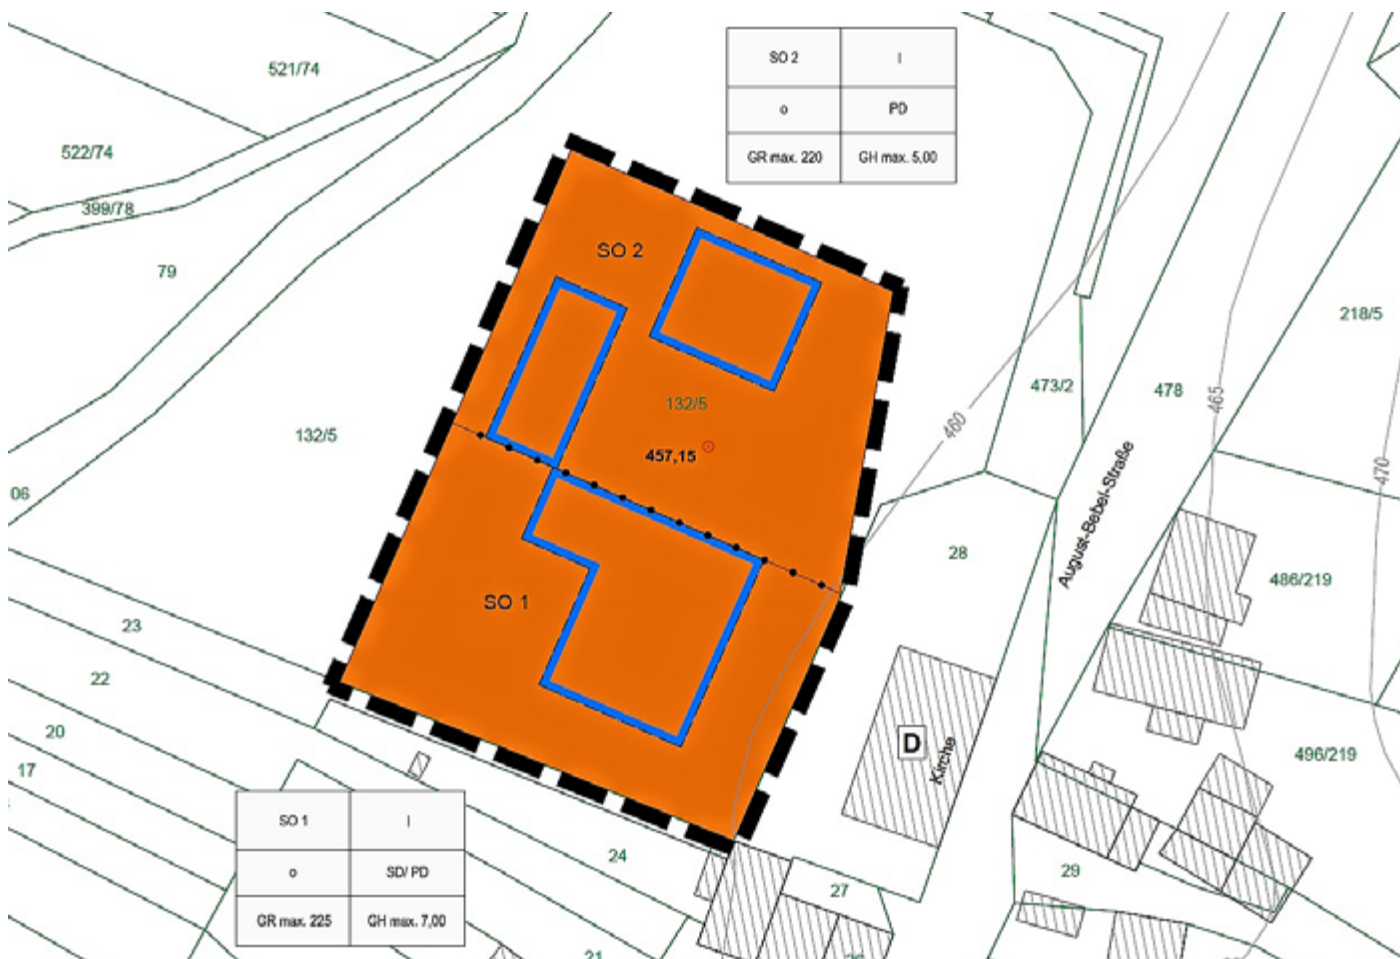 521/74
SO 2
I
o
PD
GR max. 220
GH max. 5,00
522/74
399/78
79
SO 2
218/5
473/2
478
465
132/5
460
132/5
457,15
470
August-Bebel-Straße
06
28
486/219
SO 1
23
22
20
17
D
Kirche
496/219
SO 1
I
o
SD/ PD
GR max. 225
GH max. 7,00
24
27
29
21